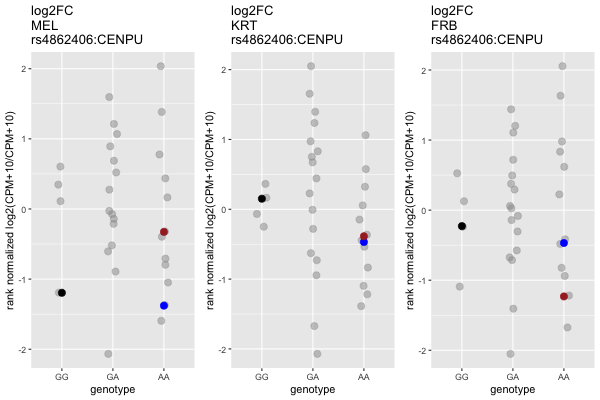 log2FC
MEL
rs4862406:CENPU
rank normalized log2(CPM+10/CPM+10)
2
1
0
-1
-2
GG
GA
AA
genotype
log2FC
KRT
rs4862406:CENPU
rank normalized log2(CPM+10/CPM+10)
2
1
0
-1
-2
GG
GA
AA
genotype
log2FC
FRB
rs4862406:CENPU
rank normalized log2(CPM+10/CPM+10)
2
1
0
-1
-2
GG
GA
AA
genotype